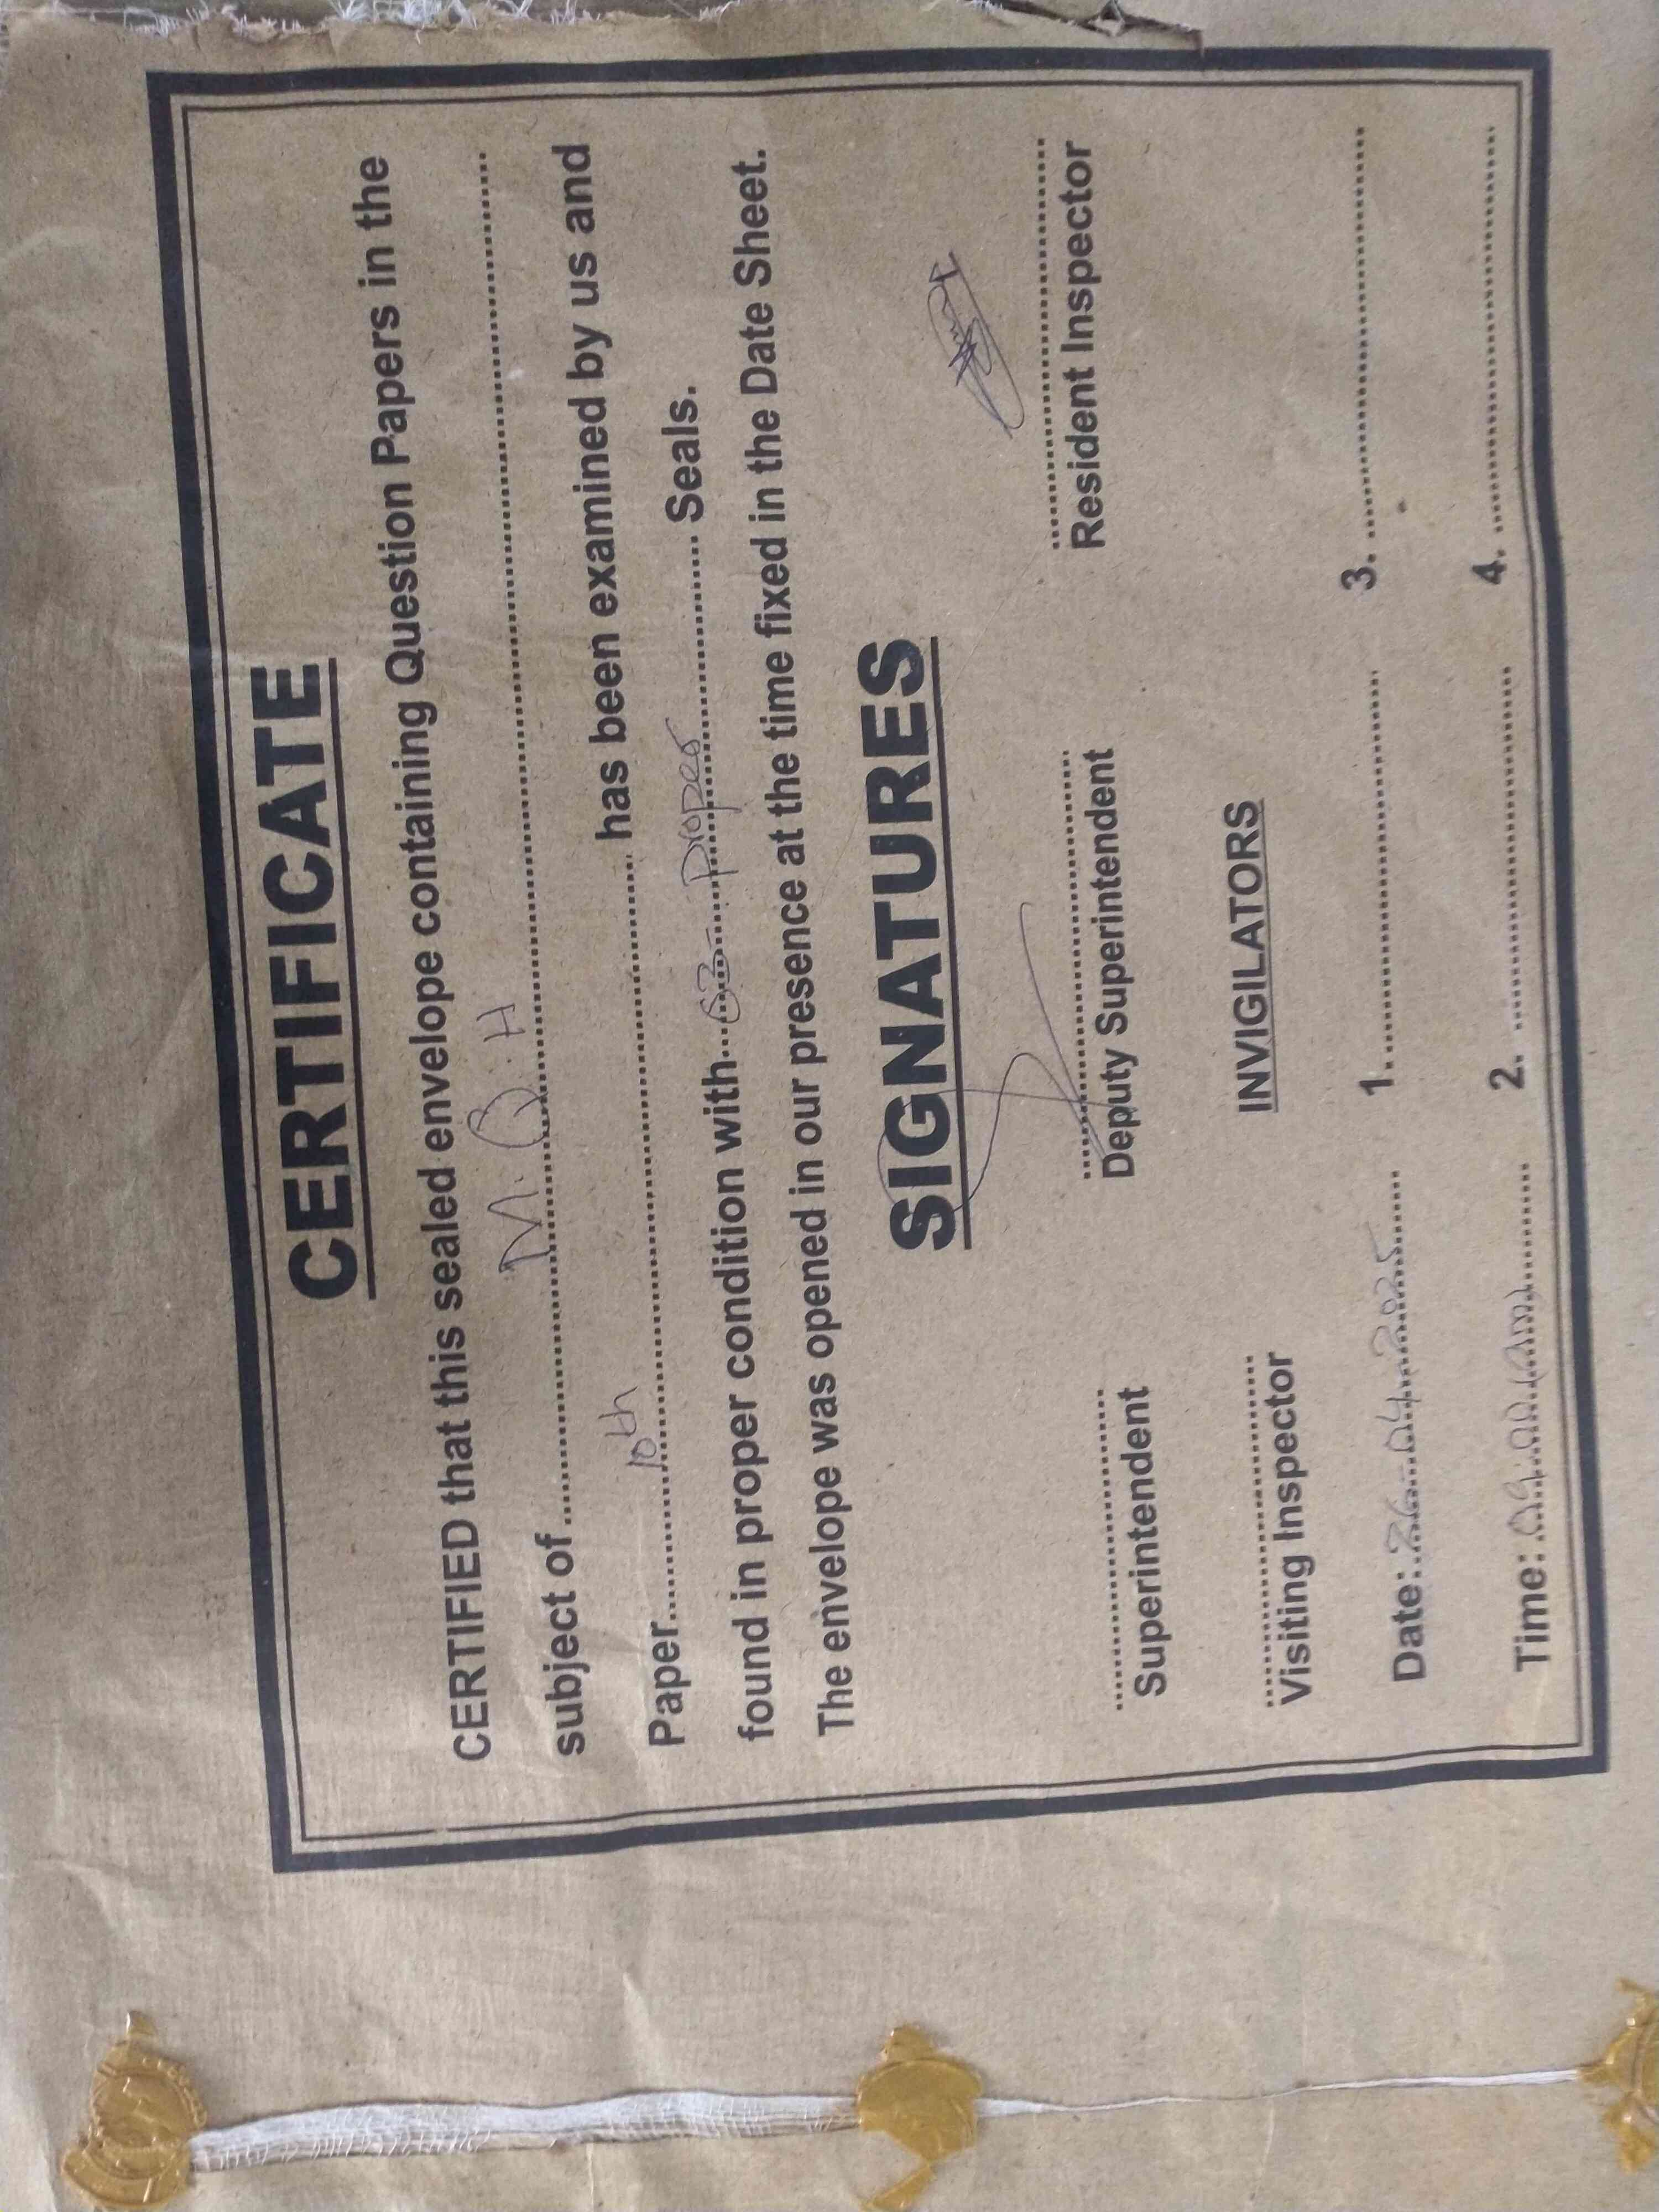 CERTIFICATE
CERTIFIED that this sealed envelope containing Question Papers in the
subject of........M.Q.H........
Paper........10th........ has been examined by us and
found in proper condition with...03...proper... Seals.
The envelope was opened in our presence at the time fixed in the Date Sheet.
SIGNATURES
Superintendent Deputy Superintendent Resident Inspector
Visiting Inspector INVIGILATORS
Date: 26-04-2025 1. 3.
Time: 09:00(Am) 2. 4.